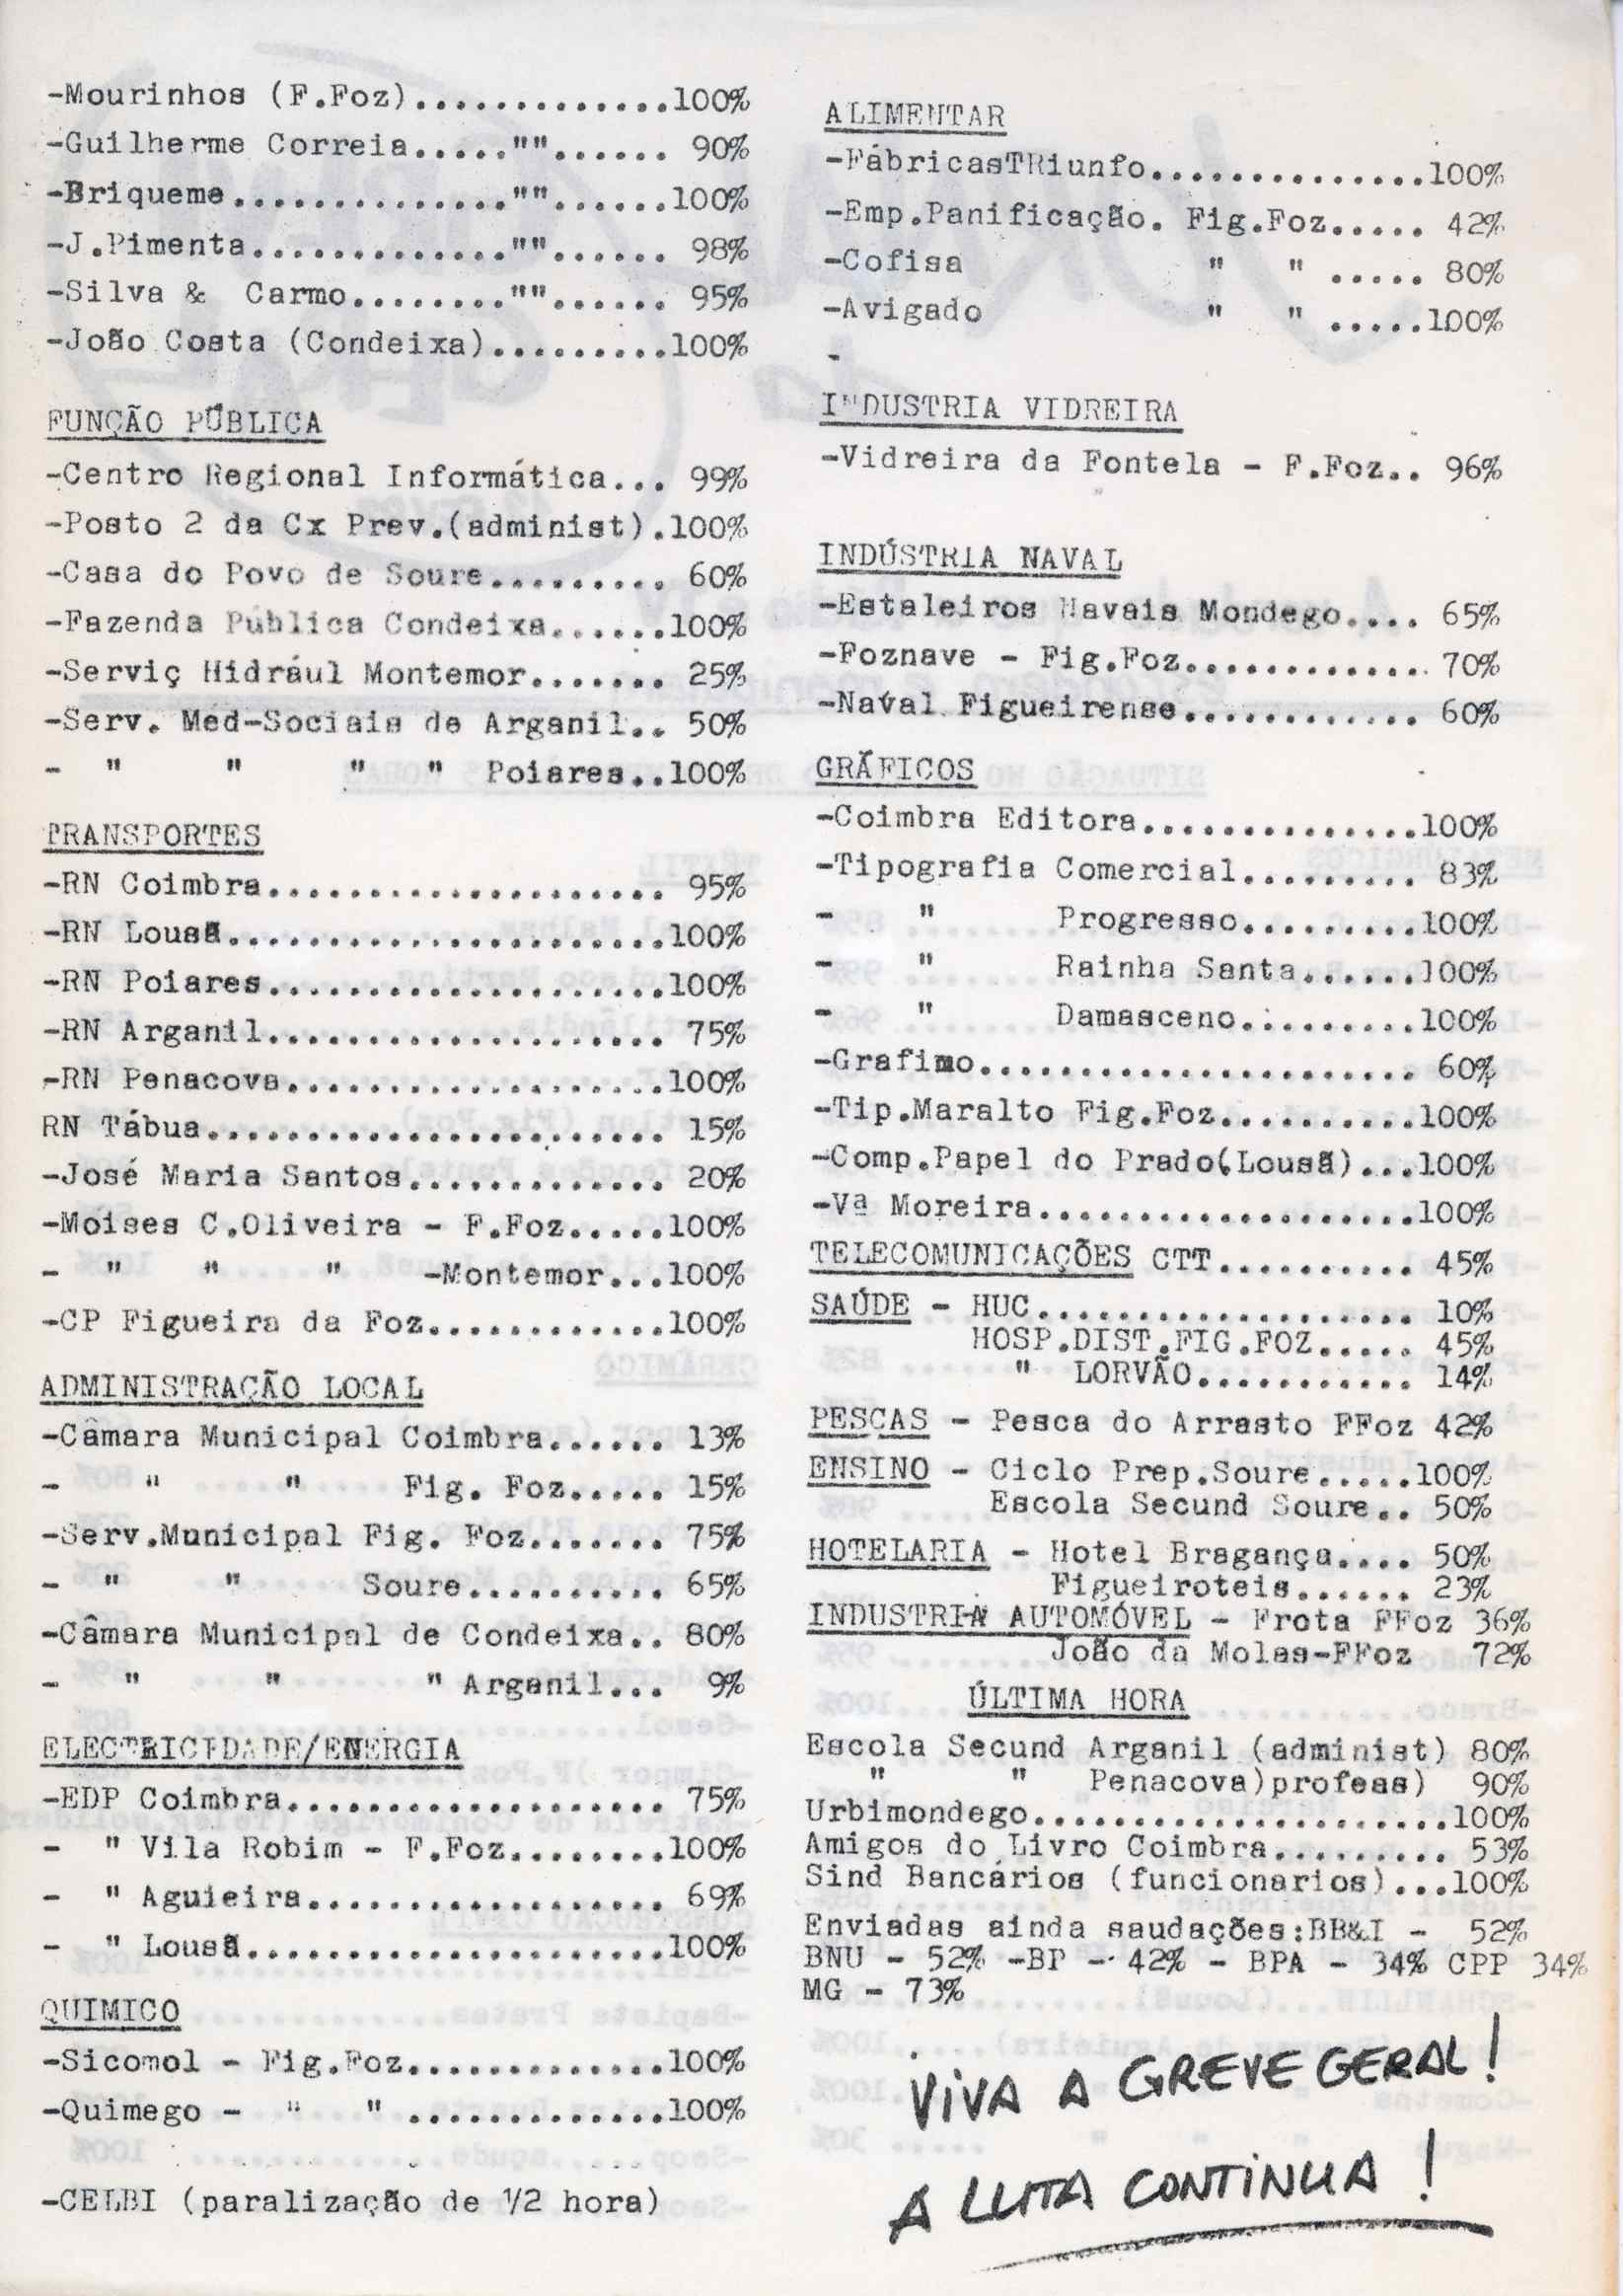 -Mourinhos (F.Foz).............100%
-Guilherme Correia.....""...... 90%
-Briqueme..............""......100%
-J.Pimenta.............""...... 98%
-Silva &  Carmo........""...... 95%
-João Costa (Condeixa).........100%
FUNÇÃO PÚBLICA
-Centro Regional Informática... 99%
-Posto 2 da Cx Prev.(administ).100%
-Casa do Povo de Soure......... 60%
-Fazenda Pública Condeixa......100%
-Serviç Hidrául Montemor....... 25%
-Serv. Méd-Sociais de Arganil.. 50%
-  "     "     "   "  Poiares..100%
TRANSPORTES
-RN Coimbra.................... 95%
-RN Lousã......................100%
-RN Poiares....................100%
-RN Arganil.................... 75%
-RN Penacova...................100%
RN Tábua....................... 15%
-José Maria Santos............. 20%
-Moises C.Oliveira - F.Foz.....100%
-  "   "     "    -Montemor...100%
-CP Figueira da Foz............100%
ADMINISTRAÇÃO LOCAL
-Câmara Municipal Coimbra...... 13%
-    "      "     Fig. Foz..... 15%
-Serv.Municipal Fig. Foz....... 75%
-  "     "      Soure.......... 65%
-Câmara Municipal de Condeixa.. 80%
-   "      "       " Arganil... 9%
ELECTRICIDADE/ENERGIA
-EDP Coimbra................... 75%
-  " Vila Robim - F.Foz........100%
-  " Aguieira.................. 69%
-  " Lousã.....................100%
QUIMICO
-Sicomol - Fig.Foz.............100%
-Quimego -  "   " .............100%
-CELBI (paralização de 1/2 hora)
ALIMENTAR
-FábricasTRiunfo..............100%
-Emp.Panificação. Fig.Foz..... 42%
-Cofisa            "   " ..... 80%
-Avigado           "   " .....100%
-
INDUSTRIA VIDREIRA
-Vidreira da Fontela - F.Foz.. 96%
INDÚSTRIA NAVAL
-Estaleiros Navais Mondego.... 65%
-Foznave - Fig.Foz............ 70%
-Naval Figueirense............ 60%
GRÁFICOS
-Coimbra Editora..............100%
-Tipografia Comercial......... 83%
-    "      Progresso.........100%
-    "      Rainha Santa......100%
-    "      Damasceno.........100%
-Grafimo...................... 60%
-Tip.Maralto Fig.Foz..........100%
-Comp.Papel do Prado(Lousã)...100%
-Vª Moreira...................100%
TELECOMUNICAÇÕES CTT.......... 45%
SAÚDE - HUC................... 10%
HOSP.DIST.FIG.FOZ..... 45%
"  LORVÃO........... 14%
PESCAS - Pesca do Arrasto FFoz 42%
ENSINO - Ciclo Prep.Soure.....100%
Escola Secund Soure.. 50%
HOTELARIA - Hotel Bragança.... 50%
Figueiroteis...... 23%
INDUSTRIA AUTOMÓVEL - Frota FFoz 36%
João da Molas-FFoz   72%
ÚLTIMA HORA
Escola Secund Arganil (administ) 80%
"      "   Penacova)profess)  90%
Urbimondego.....................100%
Amigos do Livro Coimbra......... 53%
Sind Bancários (funcionarios)...100%
Enviadas ainda saudações:BB&I -  52%
BNU - 52% -BP - 42% - BPA - 34% CPP 34%
MG - 73%
VIVA A GREVE GERAL!
A LUTA CONTINUA!